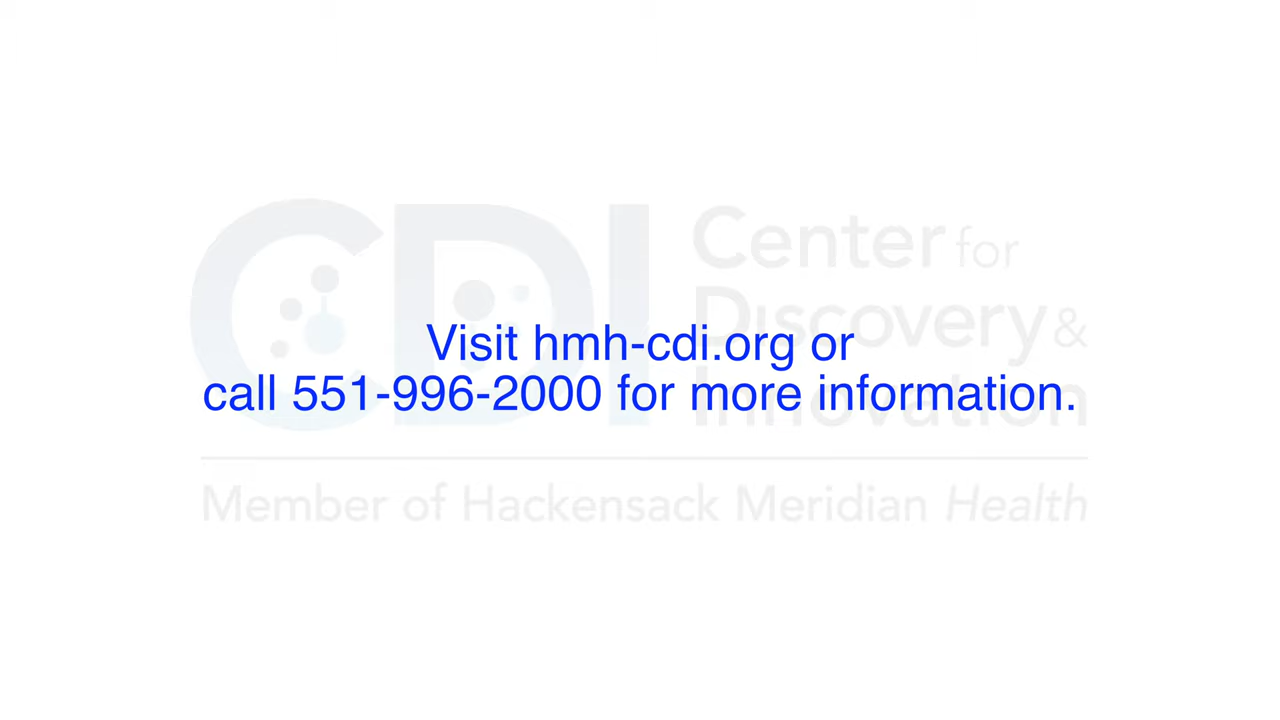 CDI
Center for
Discovery &
Innovation
Visit hmh-cdi.org or
call 551-996-2000 for more information.
Member of Hackensack Meridian Health